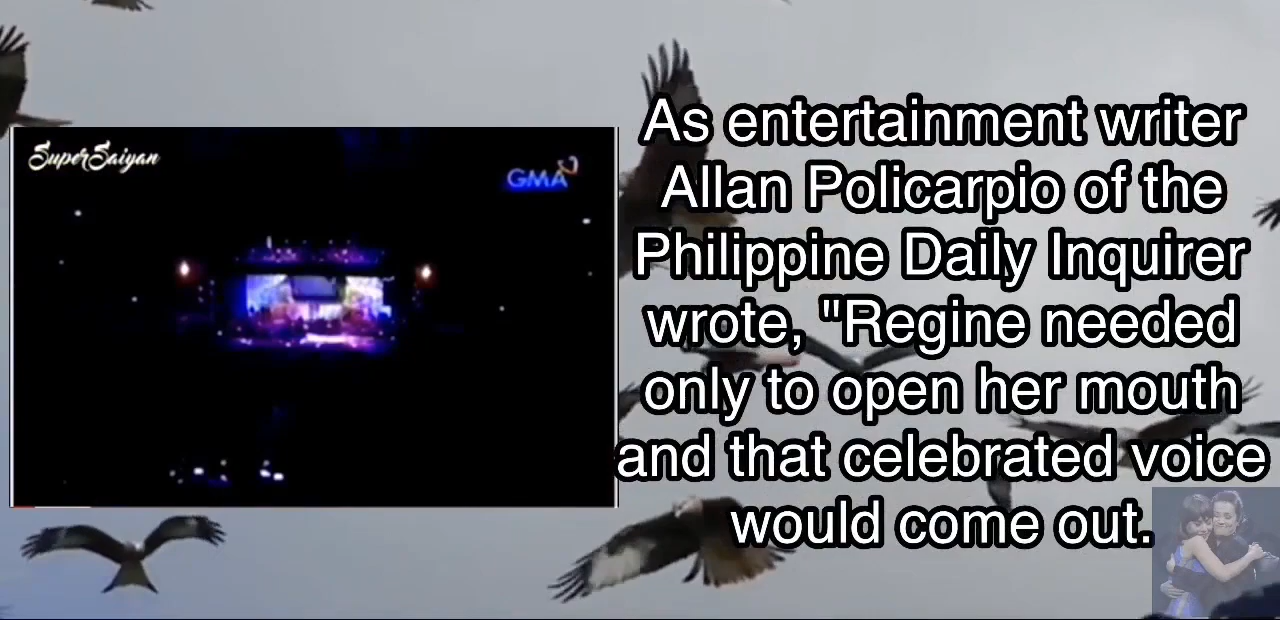 SuperSaiyan
GMA
As entertainment writer
Allan Policarpio of the
Philippine Daily Inquirer
wrote, "Regine needed
only to open her mouth
and that celebrated voice
would come out.